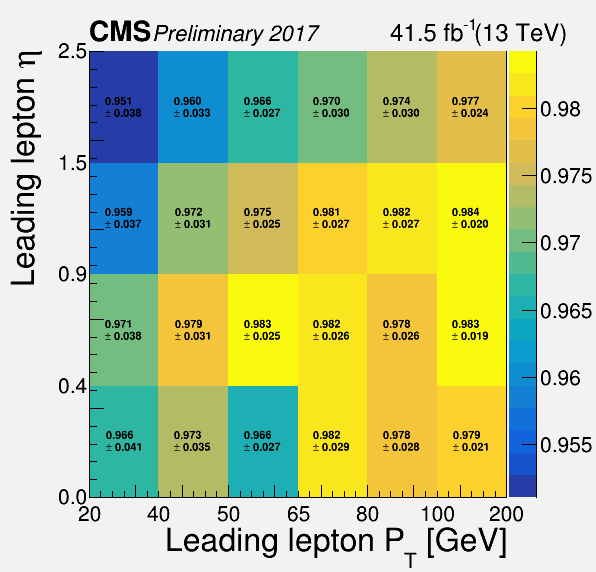 CMS Preliminary 2017 41.5 fb-1(13 TeV)
Leading lepton η
2.5
0.951 0.960 0.966 0.970 0.974 0.977
± 0.038 ± 0.033 ± 0.027 ± 0.030 ± 0.030 ± 0.024
0.98
1.5
0.975
0.959 0.972 0.975 0.981 0.982 0.984
± 0.037 ± 0.031 ± 0.025 ± 0.027 ± 0.027 ± 0.020
0.97
0.9
0.965
0.971 0.979 0.983 0.982 0.978 0.983
± 0.038 ± 0.031 ± 0.025 ± 0.026 ± 0.026 ± 0.019
0.96
0.4
0.966 0.973 0.966 0.982 0.978 0.979
± 0.041 ± 0.035 ± 0.027 ± 0.029 ± 0.028 ± 0.021
0.955
0.0
20 40 50 65 80 100 200
Leading lepton PT [GeV]